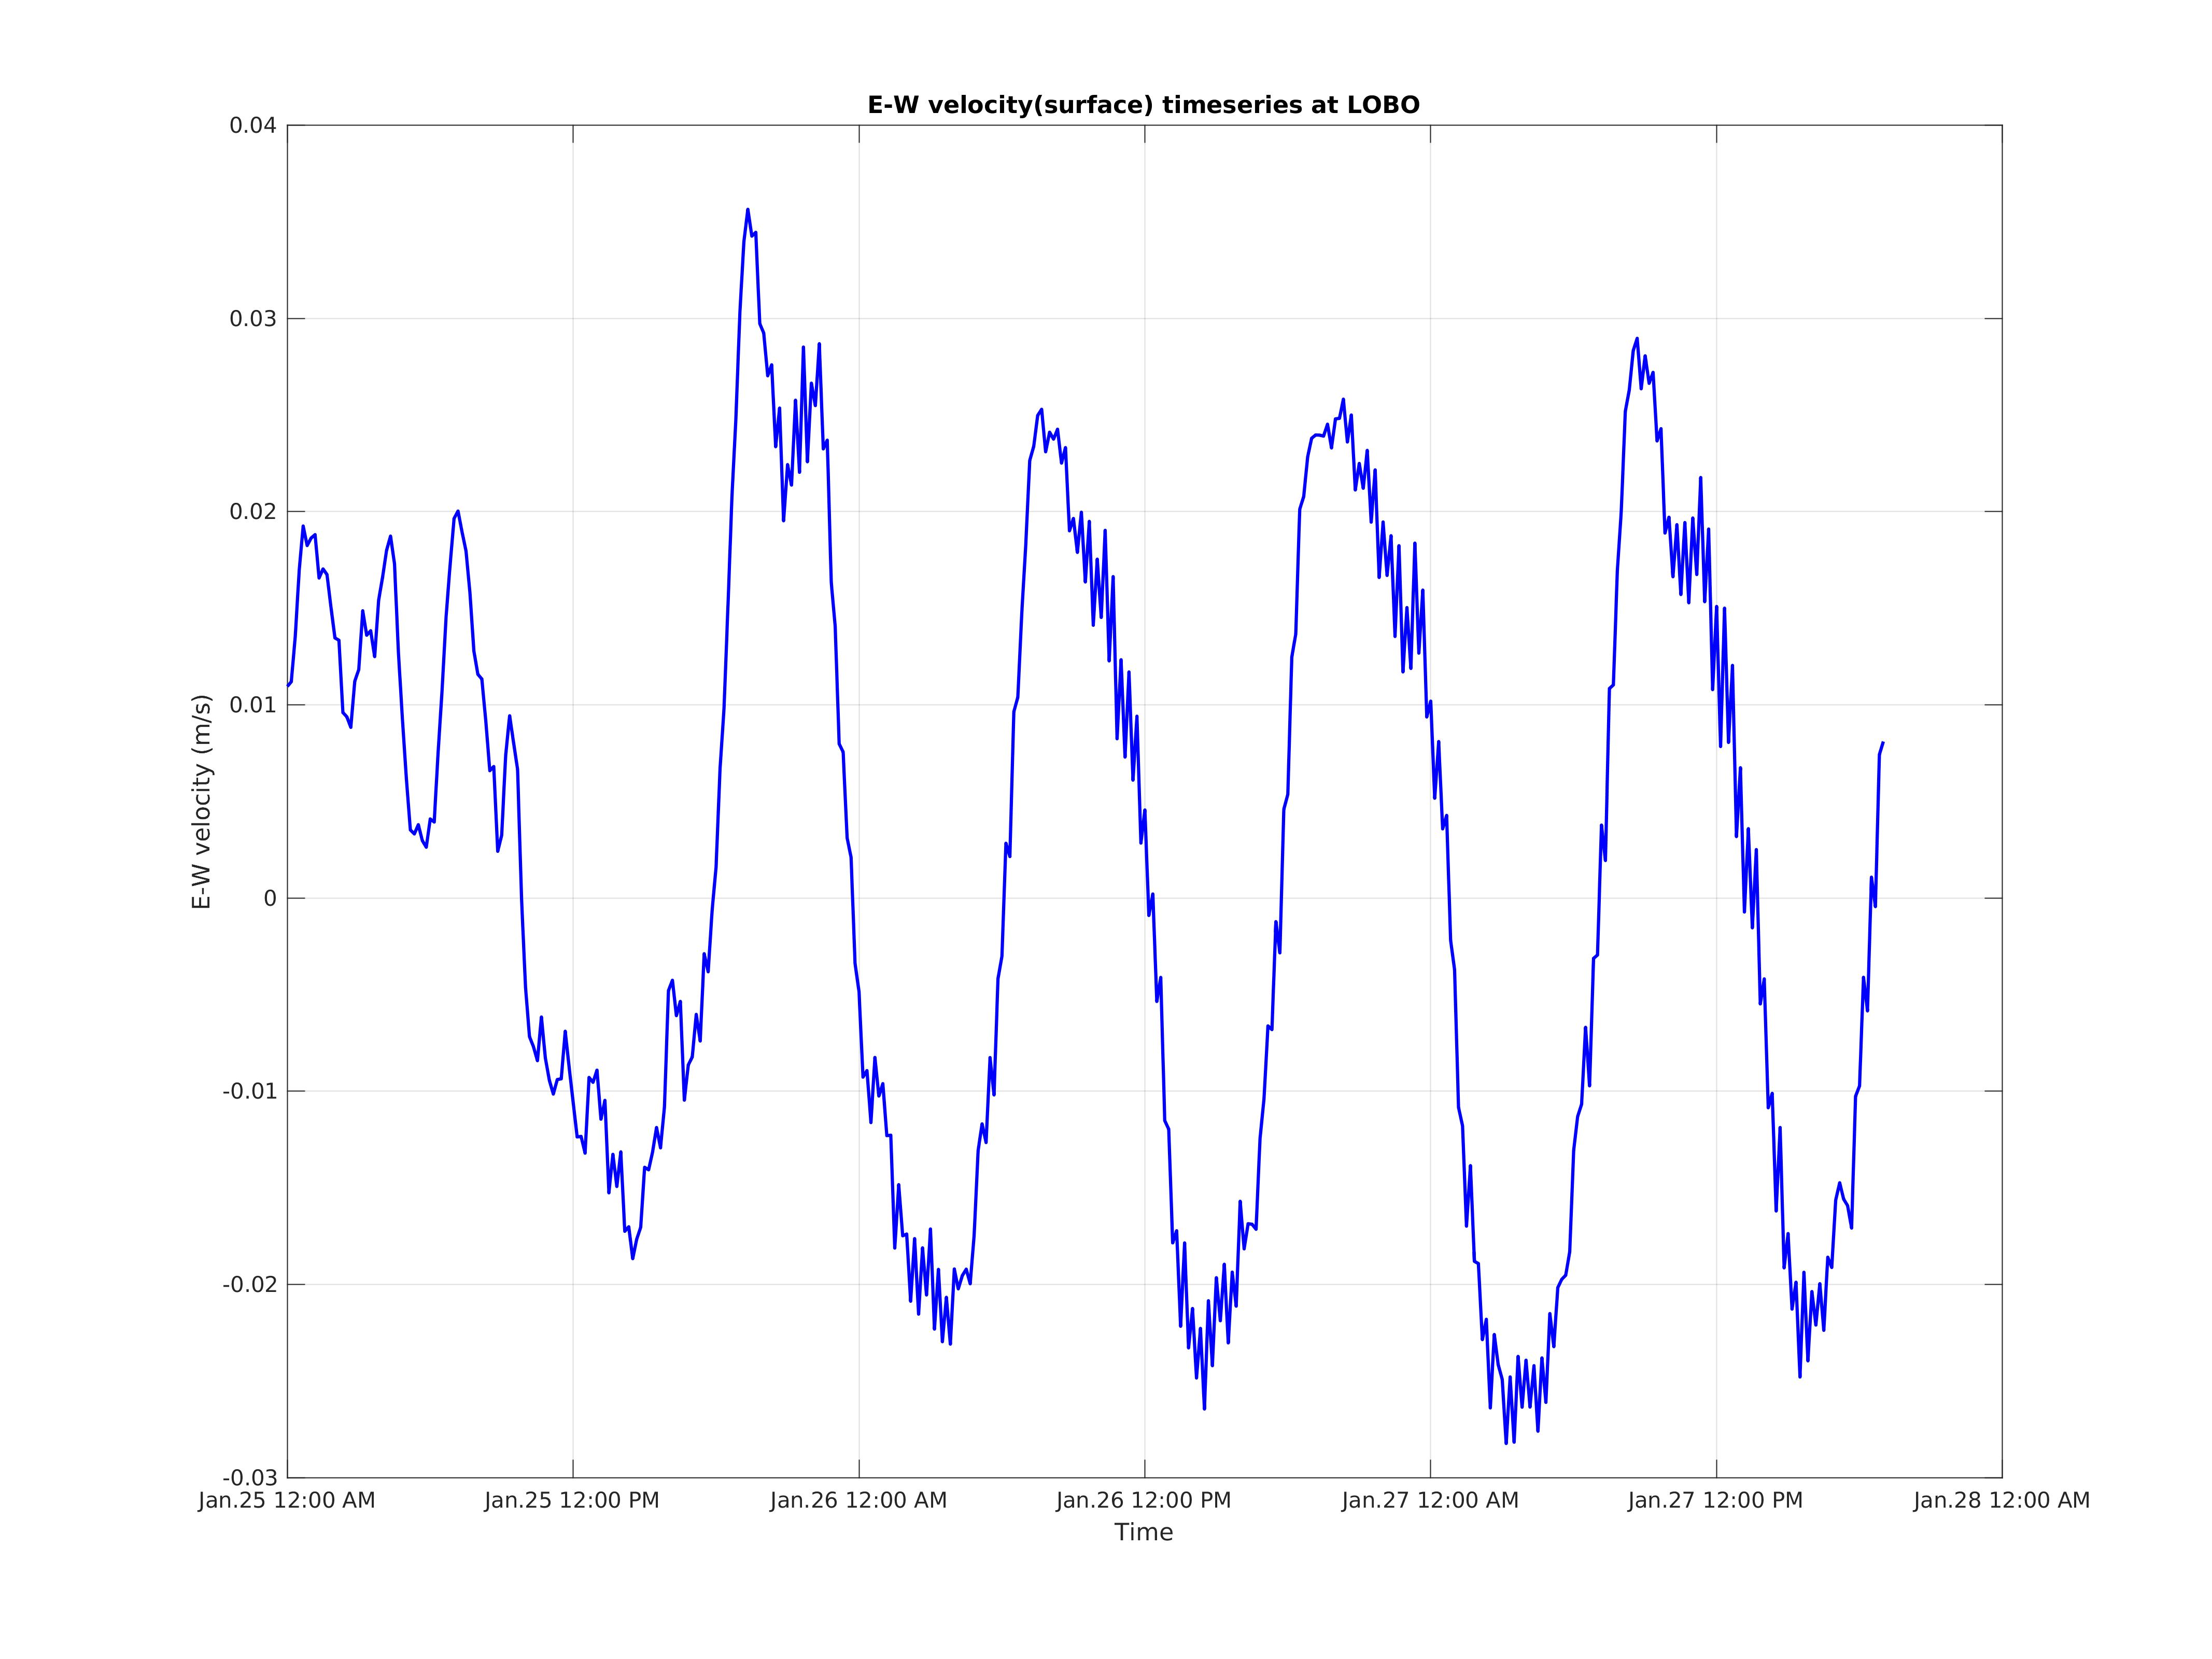 E-W velocity(surface) timeseries at LOBO
0.04
0.03
0.02
0.01
0
-0.01
-0.02
-0.03
E-W velocity (m/s)
Jan.25 12:00 AM Jan.25 12:00 PM Jan.26 12:00 AM Jan.26 12:00 PM Jan.27 12:00 AM Jan.27 12:00 PM Jan.28 12:00 AM
Time